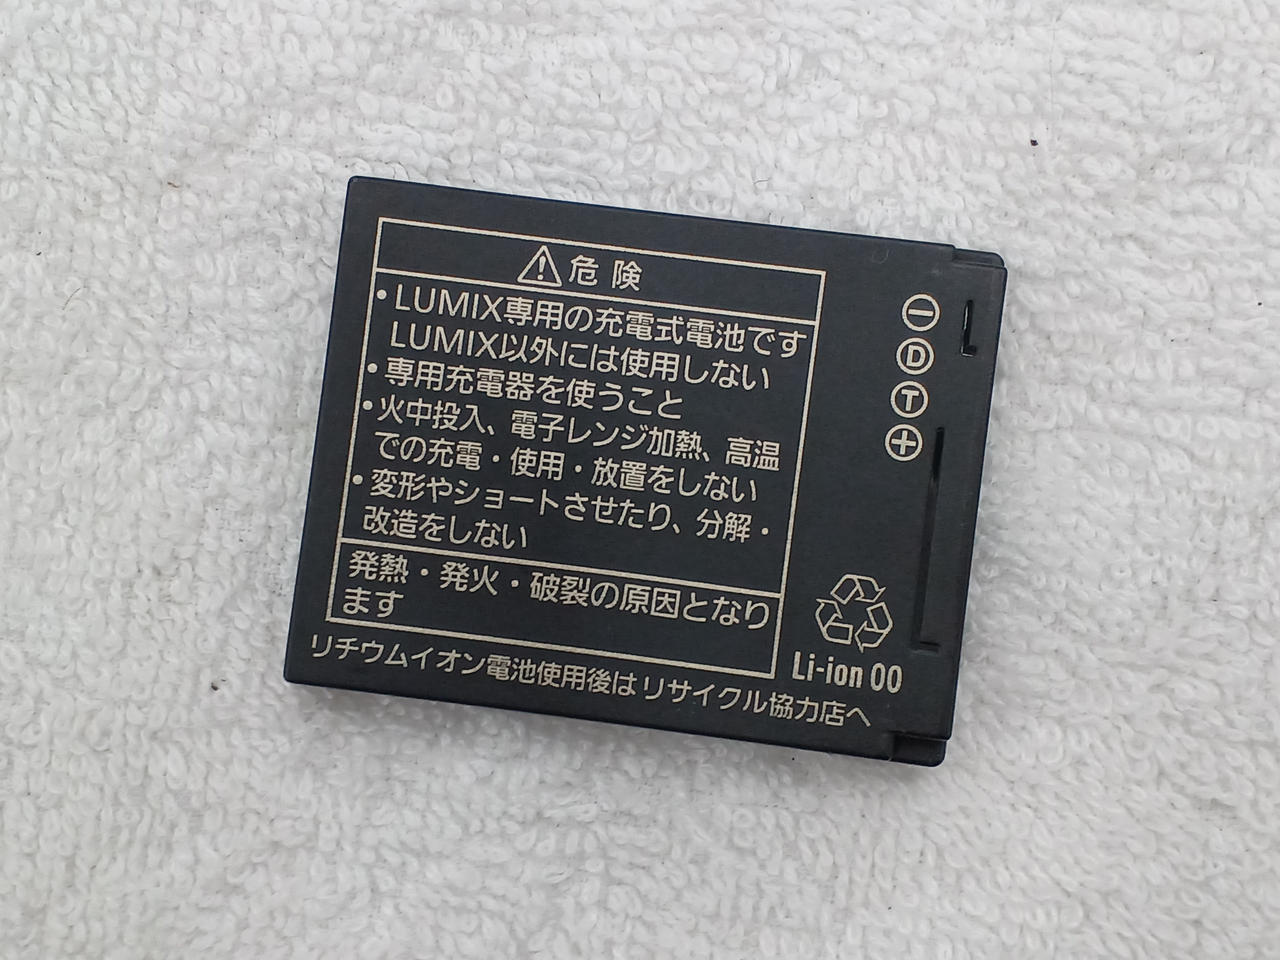 ⚠危険
•LUMIX専用の充電式電池です
LUMIX以外には使用しない
•専用充電器を使うこと
•火中投入、電子レンジ加熱、高温
での充電・使用・放置をしない
•変形やショートさせたり、分解・
改造をしない
発熱・発火・破裂の原因となり
ます
リチウムイオン電池使用後はリサイクル協力店へ
⊖
D
T
⊕
Li-ion 00